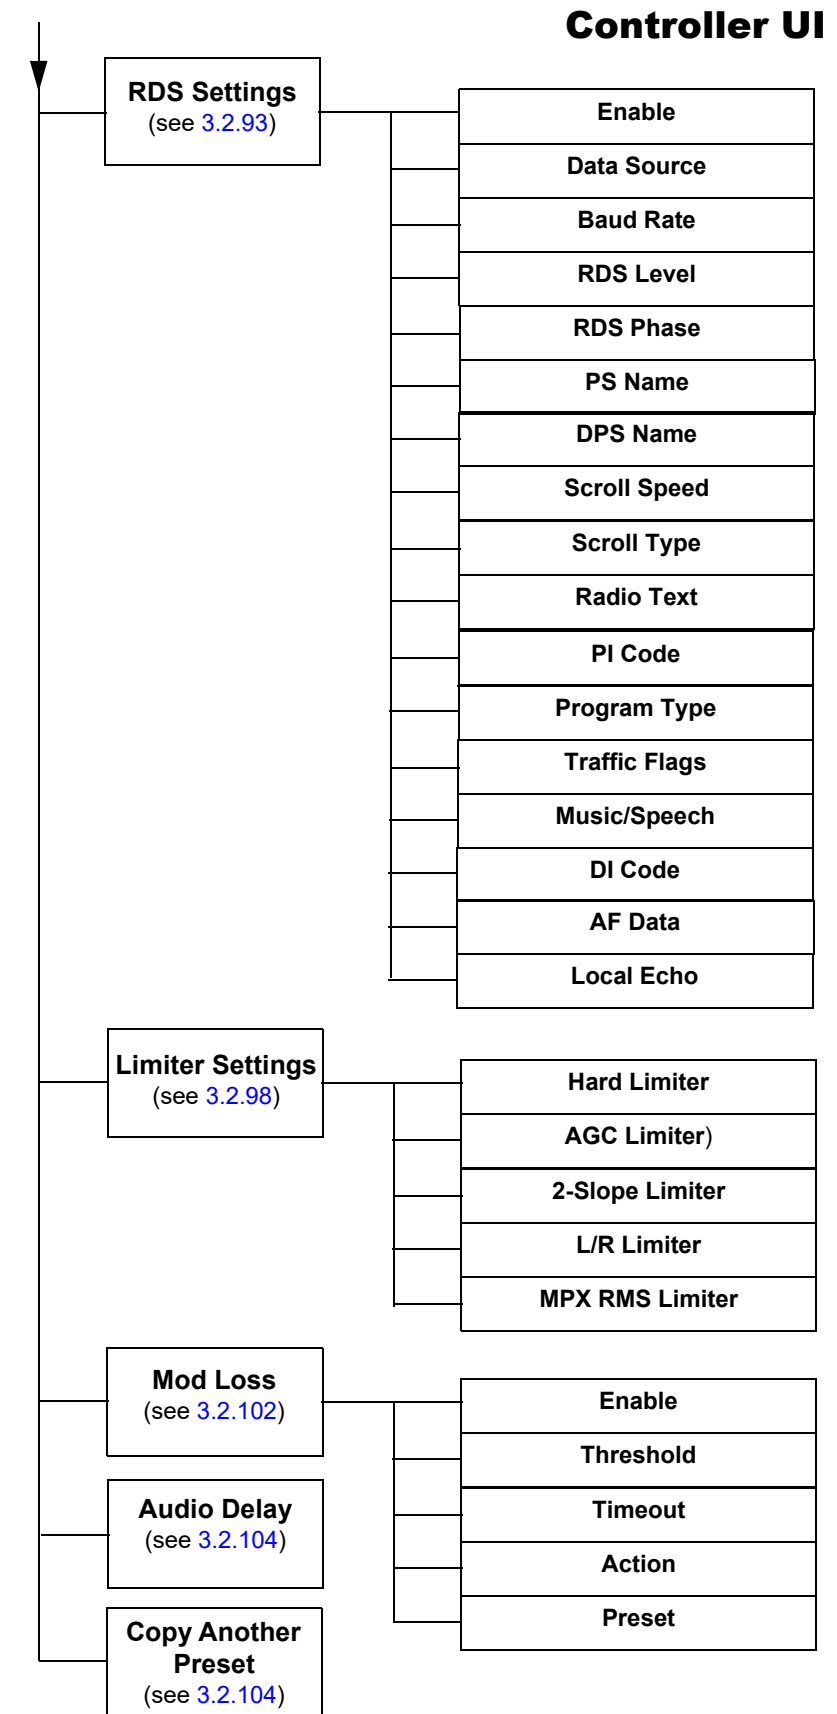 Controller UI
RDS Settings
(see 3.2.93)
Enable
Data Source
Baud Rate
RDS Level
RDS Phase
PS Name
DPS Name
Scroll Speed
Scroll Type
Radio Text
PI Code
Program Type
Traffic Flags
Music/Speech
DI Code
AF Data
Local Echo
Limiter Settings
(see 3.2.98)
Hard Limiter
AGC Limiter)
2-Slope Limiter
L/R Limiter
MPX RMS Limiter
Mod Loss
(see 3.2.102)
Enable
Threshold
Timeout
Action
Preset
Audio Delay
(see 3.2.104)
Copy Another
Preset
(see 3.2.104)